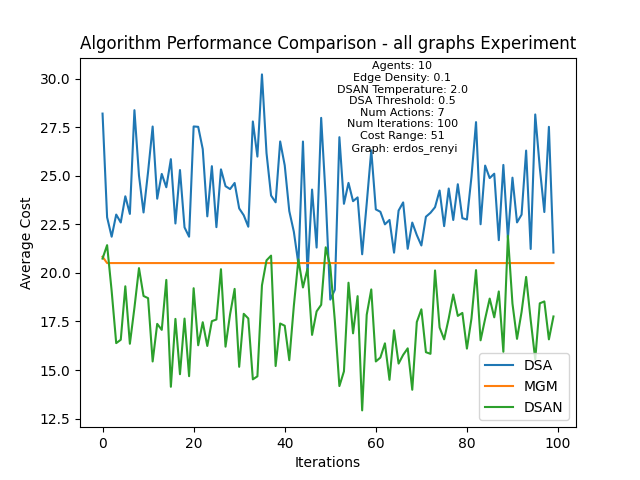 Algorithm Performance Comparison - all graphs Experiment
Agents: 10
Edge Density: 0.1
DSAN Temperature: 2.0
DSA Threshold: 0.5
Num Actions: 7
Num Iterations: 100
Cost Range: 51
Graph: erdos_renyi
Average Cost
30.0
27.5
25.0
22.5
20.0
17.5
15.0
12.5
DSA
MGM
DSAN
0 20 40 60 80 100
Iterations